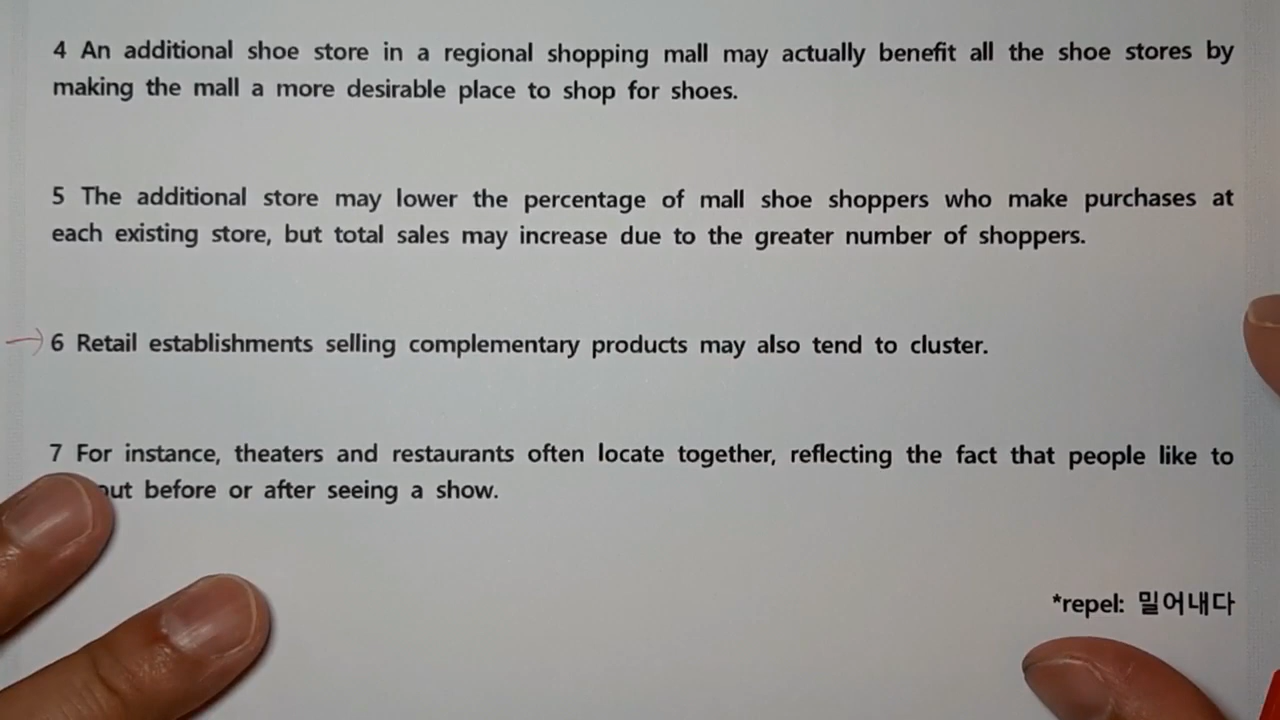 4 An additional shoe store in a regional shopping mall may actually benefit all the shoe stores by
making the mall a more desirable place to shop for shoes.
5 The additional store may lower the percentage of mall shoe shoppers who make purchases at
each existing store, but total sales may increase due to the greater number of shoppers.
6 Retail establishments selling complementary products may also tend to cluster.
7 For instance, theaters and restaurants often locate together, reflecting the fact that people like to
before or after seeing a show.
*repel: 밀어내다